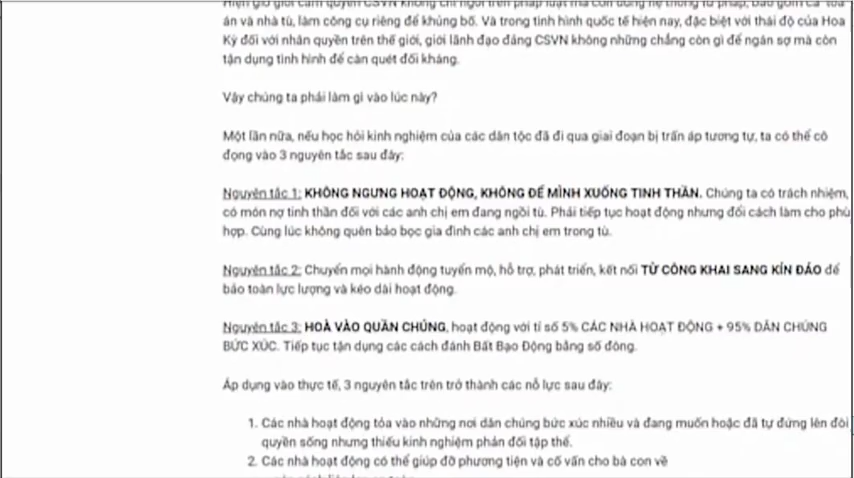 Hiện giờ giới cầm quyền CSVN không chỉ ngồi trên pháp luật mà còn dùng hệ thống tư pháp, bao gồm cả toà
án và nhà tù, làm công cụ riêng để khủng bố. Và trong tình hình quốc tế hiện nay, đặc biệt với thái độ của Hoa
Kỳ đối với nhân quyền trên thế giới, giới lãnh đạo đảng CSVN không những chẳng còn gì để ngán sợ mà còn
tận dụng tình hình để càn quét đối kháng.
Vậy chúng ta phải làm gì vào lúc này?
Một lần nữa, nếu học hỏi kinh nghiệm của các dân tộc đã đi qua giai đoạn bị trấn áp tương tự, ta có thể cô
đọng vào 3 nguyên tắc sau đây:
Nguyên tắc 1: KHÔNG NGƯNG HOẠT ĐỘNG, KHÔNG ĐỂ MÌNH XUỐNG TINH THẦN. Chúng ta có trách nhiệm,
có món nợ tinh thần đối với các anh chị em đang ngồi tù. Phải tiếp tục hoạt động nhưng đổi cách làm cho phù
hợp. Cùng lúc không quên bảo bọc gia đình các anh chị em trong tù.
Nguyên tắc 2: Chuyển mọi hành động tuyển mộ, hỗ trợ, phát triển, kết nối TỪ CÔNG KHAI SANG KÍN ĐÁO để
bảo toàn lực lượng và kéo dài hoạt động.
Nguyên tắc 3: HOÀ VÀO QUẦN CHÚNG, hoạt động với tỉ số 5% CÁC NHÀ HOẠT ĐỘNG + 95% DÂN CHÚNG
BỨC XÚC. Tiếp tục tận dụng các cách đánh Bất Bạo Động bằng số đông.
Áp dụng vào thực tế, 3 nguyên tắc trên trở thành các nỗ lực sau đây:
1. Các nhà hoạt động tỏa vào những nơi dân chúng bức xúc nhiều và đang muốn hoặc đã tự đứng lên đòi
quyền sống nhưng thiếu kinh nghiệm phản đối tập thể.
2. Các nhà hoạt động có thể giúp đỡ phương tiện và cố vấn cho bà con về